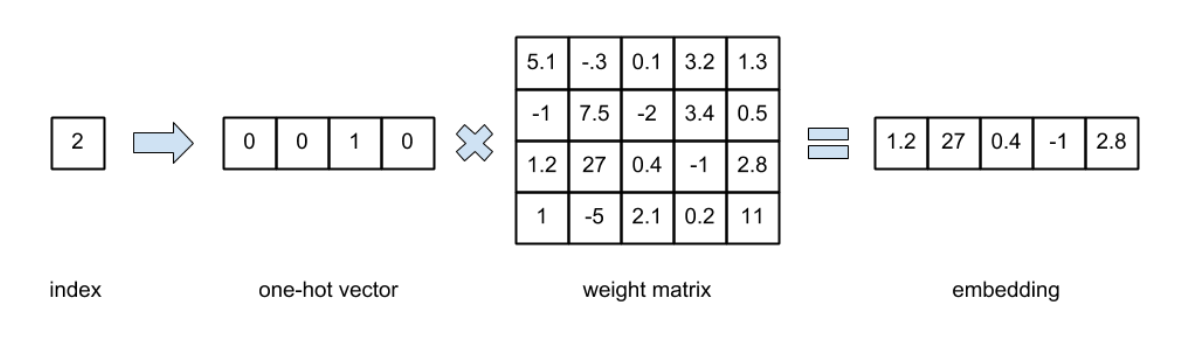 5.1 -.3 0.1 3.2 1.3
-1 7.5 -2 3.4 0.5
2
0 0 1 0
1.2 27 0.4 -1 2.8
1.2 27 0.4 -1 2.8
1 -5 2.1 0.2 11
index
one-hot vector
weight matrix
embedding